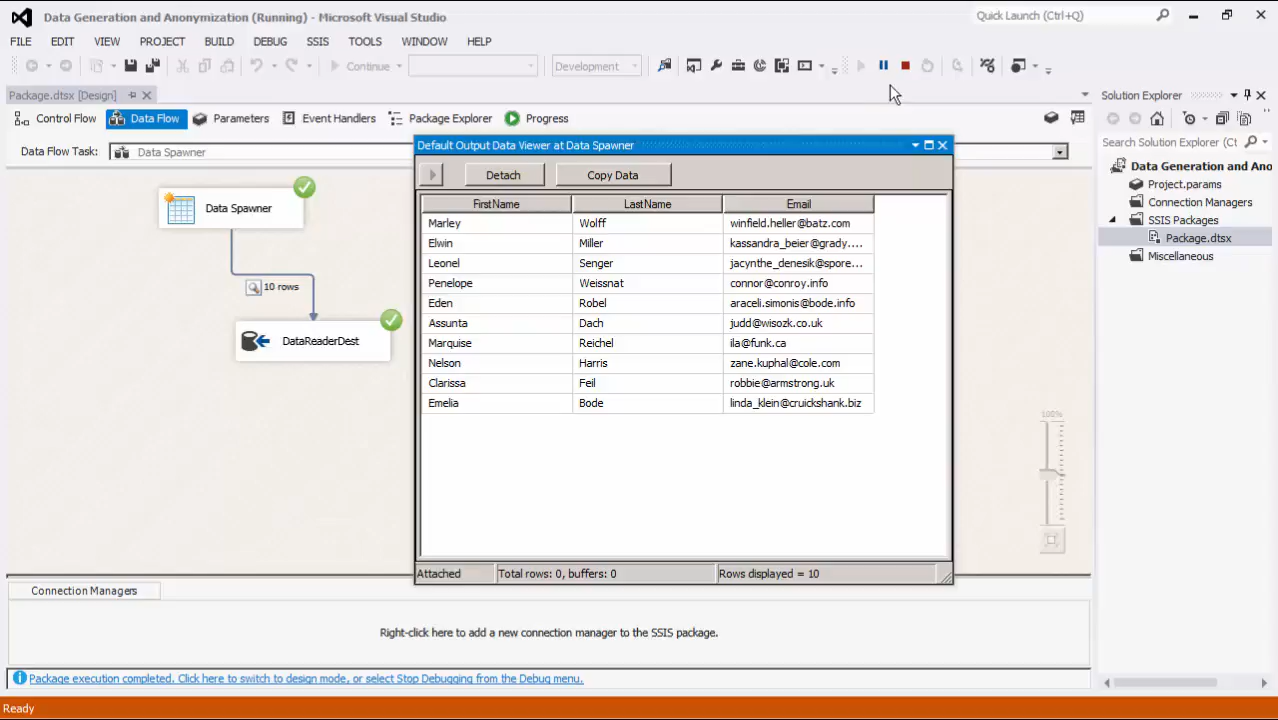 Data Generation and Anonymization (Running) - Microsoft Visual Studio
Quick Launch (Ctrl+Q)
FILE EDIT VIEW PROJECT BUILD DEBUG SSIS TOOLS WINDOW HELP
Continue
Development
Package.dtsx [Design]
Control Flow Data Flow Parameters Event Handlers Package Explorer Progress
Data Flow Task: Data Spawner
Data Spawner
10 rows
DataReaderDest
Default Output Data Viewer at Data Spawner
Detach Copy Data
FirstName LastName Email
Marley Wolff winfield.heller@batz.com
Elwin Miller kassandra_beier@grady....
Leonel Senger jacynthe_denesik@spore...
Penelope Weissnat connor@conroy.info
Eden Robel araceli.simonis@bode.info
Assunta Dach judd@wisozk.co.uk
Marquise Reichel ila@funk.ca
Nelson Harris zane.kuphal@cole.com
Clarissa Feil robbie@armstrong.uk
Emelia Bode linda_klein@cruickshank.biz
Attached Total rows: 0, buffers: 0 Rows displayed = 10
105%
Solution Explorer
Search Solution Explorer (Ctrl
Data Generation and Ano
Project.params
Connection Managers
SSIS Packages
Package.dtsx
Miscellaneous
Connection Managers
Right-click here to add a new connection manager to the SSIS package.
Package execution completed. Click here to switch to design mode, or select Stop Debugging from the Debug menu.
Ready